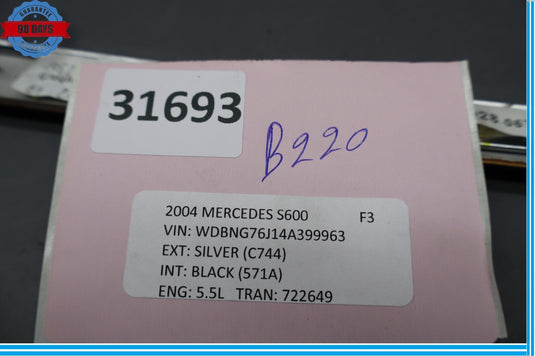 GUARANTEE
90 DAYS
31693
B220
2004 MERCEDES S600 F3
VIN: WDBNG76J14A399963
EXT: SILVER (C744)
INT: BLACK (571A)
ENG: 5.5L TRAN: 722649